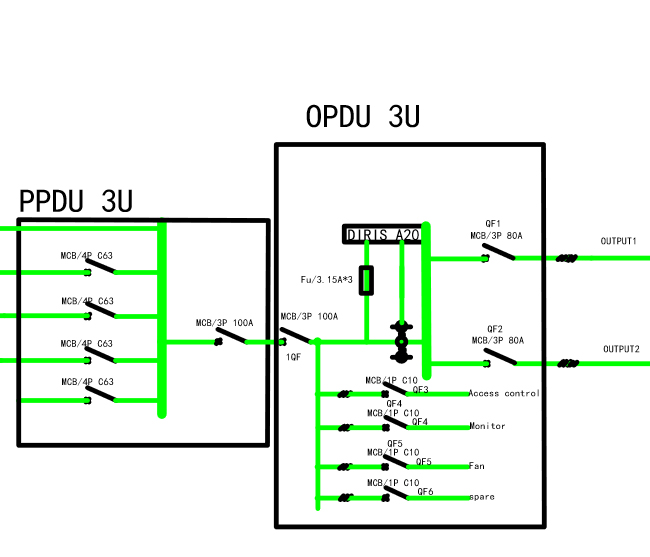 OPDU 3U
PPDU 3U
DIRIS A20
QF1
MCB/3P 80A
OUTPUT1
MCB/4P C63
Fu/3.15A*3
MCB/4P C63
MCB/3P 100A
MCB/3P 100A
QF2
MCB/3P 80A
OUTPUT2
MCB/4P C63
1QF
MCB/4P C63
MCB/1P C10
QF3
Access control
QF4
MCB/1P C10
QF4
Monitor
QF5
MCB/1P C10
QF5
Fan
MCB/1P C10
QF6
spare